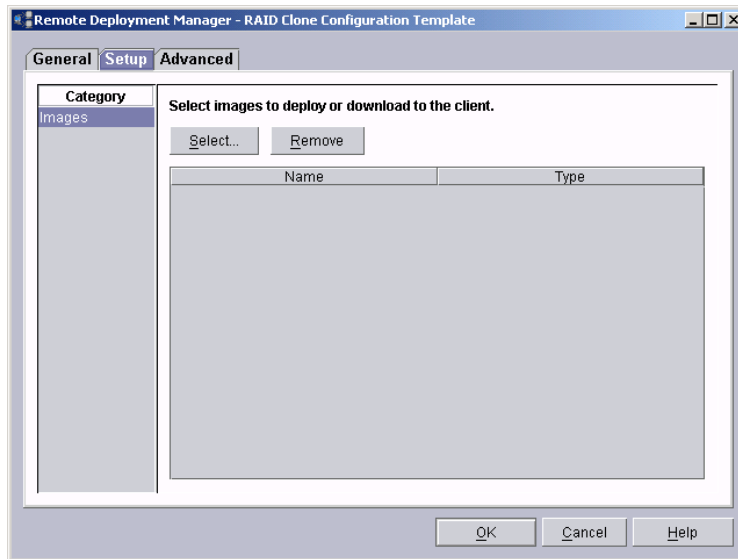 Remote Deployment Manager - RAID Clone Configuration Template
General Setup Advanced
Category
Images
Select images to deploy or download to the client.
Select... Remove
Name Type
OK Cancel Help